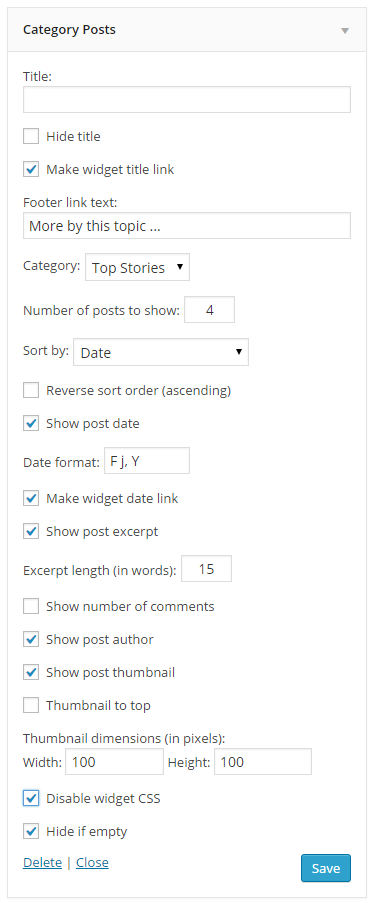 Category Posts
Title:
Hide title
Make widget title link
Footer link text:
More by this topic ...
Category: Top Stories
Number of posts to show: 4
Sort by: Date
Reverse sort order (ascending)
Show post date
Date format: F j, Y
Make widget date link
Show post excerpt
Excerpt length (in words): 15
Show number of comments
Show post author
Show post thumbnail
Thumbnail to top
Thumbnail dimensions (in pixels):
Width: 100 Height: 100
Disable widget CSS
Hide if empty
Delete | Close Save